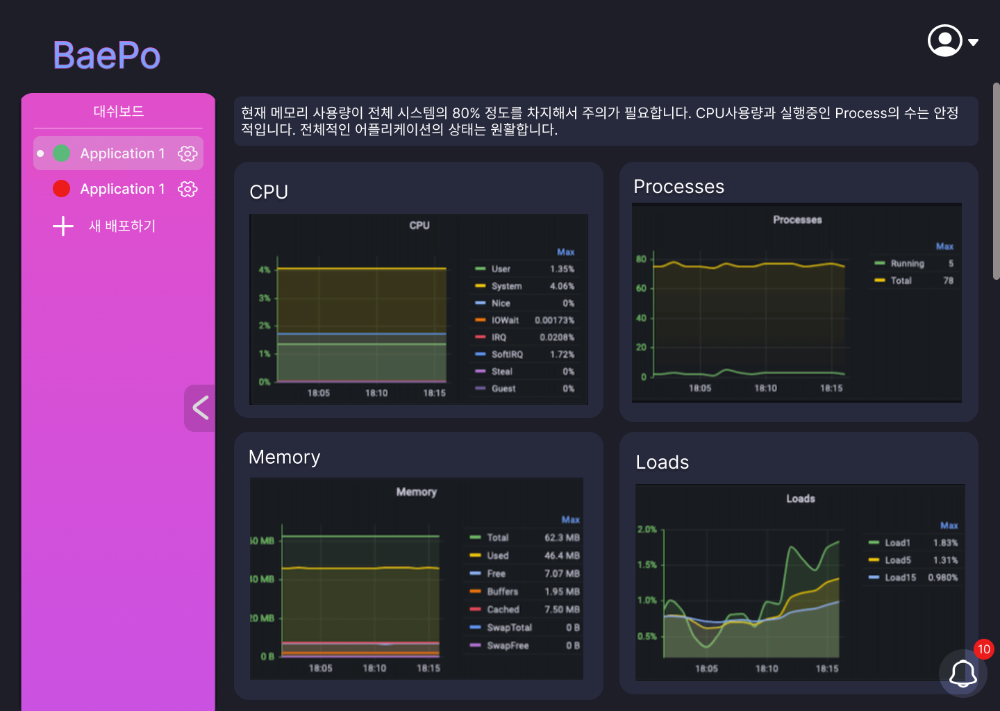 BaePo
대쉬보드
Application 1
Application 1
새 배포하기
현재 메모리 사용량이 전체 시스템의 80% 정도를 차지해서 주의가 필요합니다. CPU사용량과 실행중인 Process의 수는 안정
적입니다. 전체적인 어플리케이션의 상태는 원활합니다.
CPU
CPU
Max
User 1.35%
System 4.06%
Nice 0%
IOWait 0.00173%
IRQ 0.0208%
SoftIRQ 1.72%
Steal 0%
Guest 0%
4%
3%
2%
1%
0%
18:05 18:10 18:15
Processes
Processes
Max
Running 5
Total 78
80
60
40
20
0
18:05 18:10 18:15
Memory
Memory
Max
Total 62.3 MB
Used 46.4 MB
Free 7.07 MB
Buffers 1.95 MB
Cached 7.50 MB
SwapTotal 0 B
SwapFree 0 B
0 MB
0 MB
0 MB
0 B
18:05 18:10 18:15
Loads
Loads
Max
Load1 1.83%
Load5 1.31%
Load15 0.980%
2.0%
1.5%
1.0%
0.5%
18:05 18:10 18:15
10